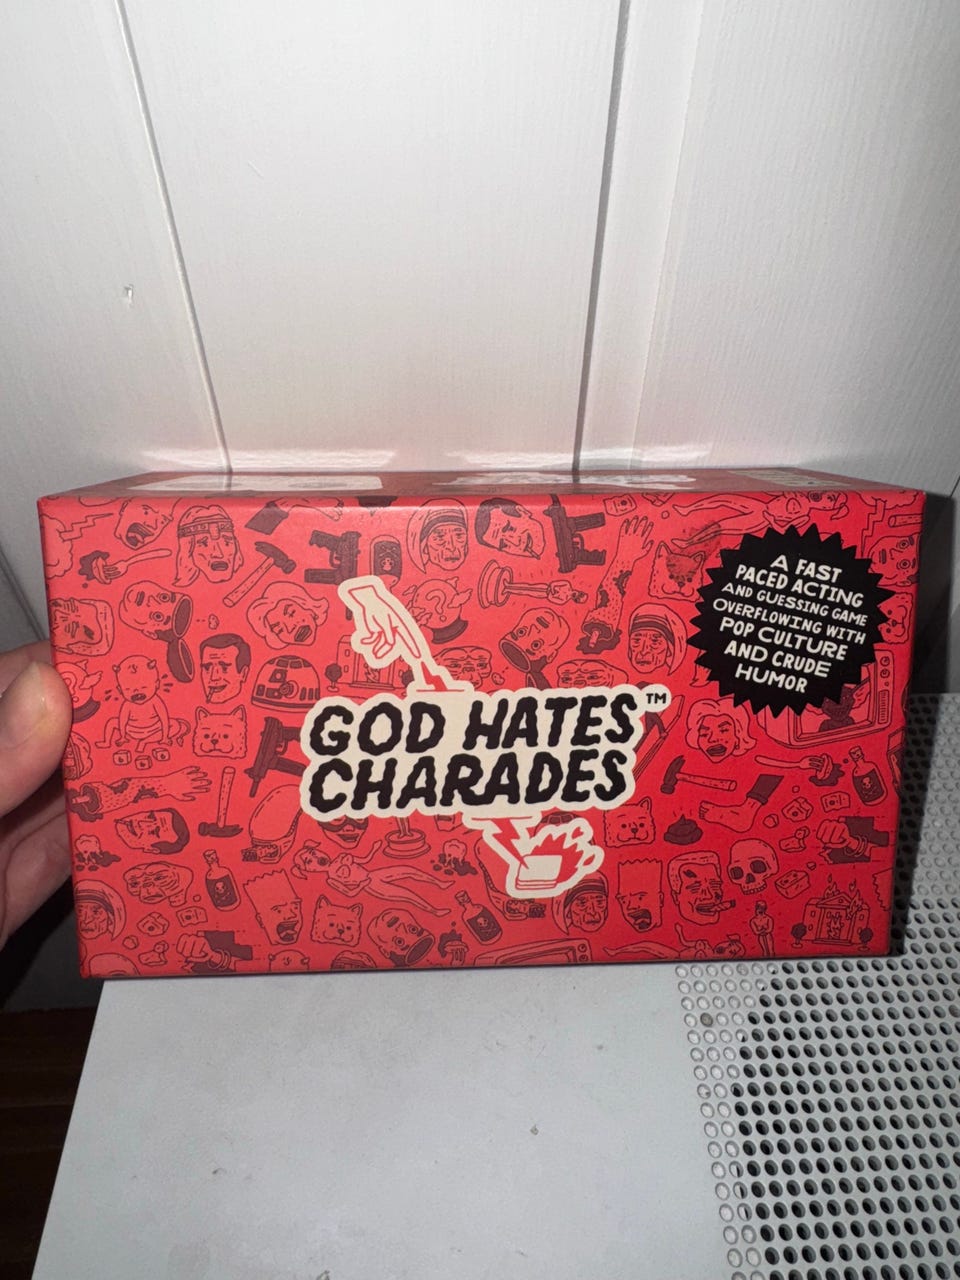 GOD HATES™
CHARADES
A FAST
PACED ACTING
AND GUESSING GAME
OVERFLOWING WITH
POP CULTURE
AND CRUDE
HUMOR